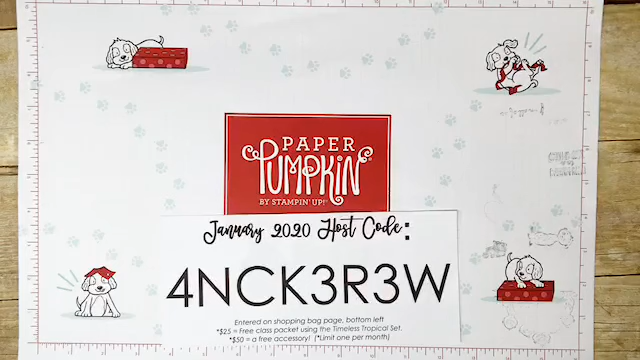 PAPER
PUMPKIN®
BY STAMPIN' UP!®
January 2020 Host Code:
4NCK3R3W
Entered on shopping bag page, bottom left
*$25 = Free class packet using the Timeless Tropical Set.
*$50 = a free accessory! (*Limit one per month)